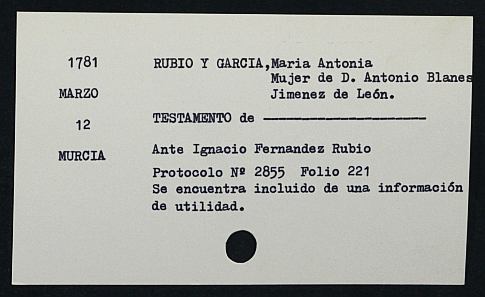 1781 RUBIO Y GARCIA,Maria Antonia
Mujer de D. Antonio Blanes
MARZO Jimenez de León.
12 TESTAMENTO de
MURCIA Ante Ignacio Fernandez Rubio
Protocolo Nº 2855 Folio 221
Se encuentra incluido de una información
de utilidad.